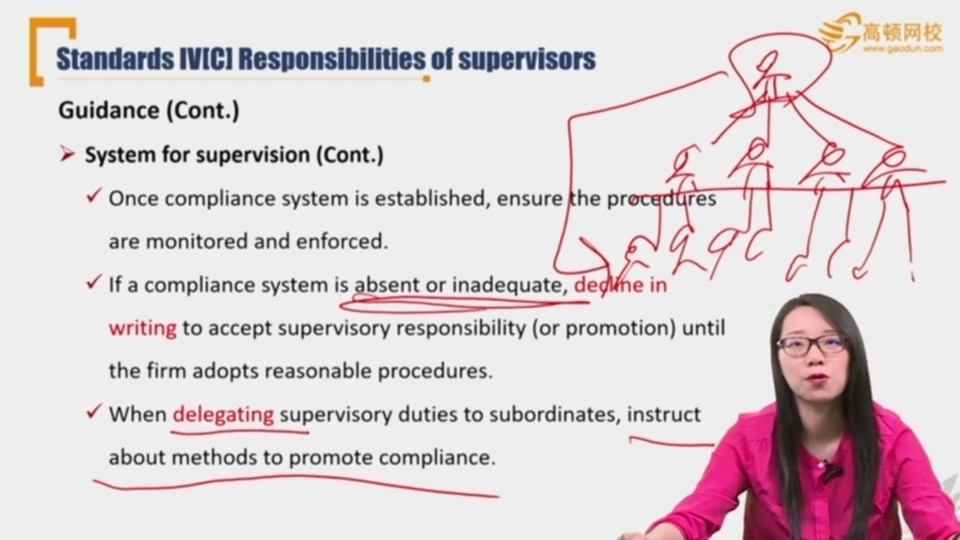 高顿网校
www.gaodun.com
Standards IV[C] Responsibilities of supervisors
Guidance (Cont.)
System for supervision (Cont.)
Once compliance system is established, ensure the procedures
are monitored and enforced.
If a compliance system is absent or inadequate, decline in
writing to accept supervisory responsibility (or promotion) until
the firm adopts reasonable procedures.
When delegating supervisory duties to subordinates, instruct
about methods to promote compliance.